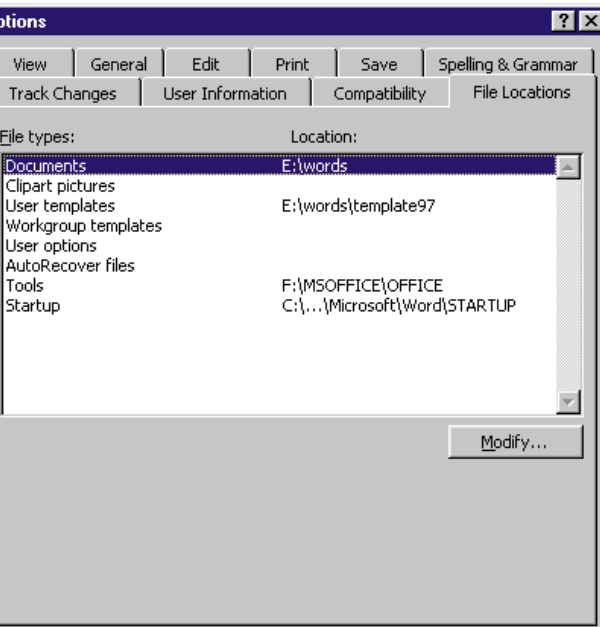 ptions
View General Edit Print Save Spelling & Grammar
Track Changes User Information Compatibility File Locations
File types: Location:
Documents E:\words
Clipart pictures
User templates E:\words\template97
Workgroup templates
User options
AutoRecover files
Tools F:\MSOFFICE\OFFICE
Startup C:\...\Microsoft\Word\STARTUP
Modify...